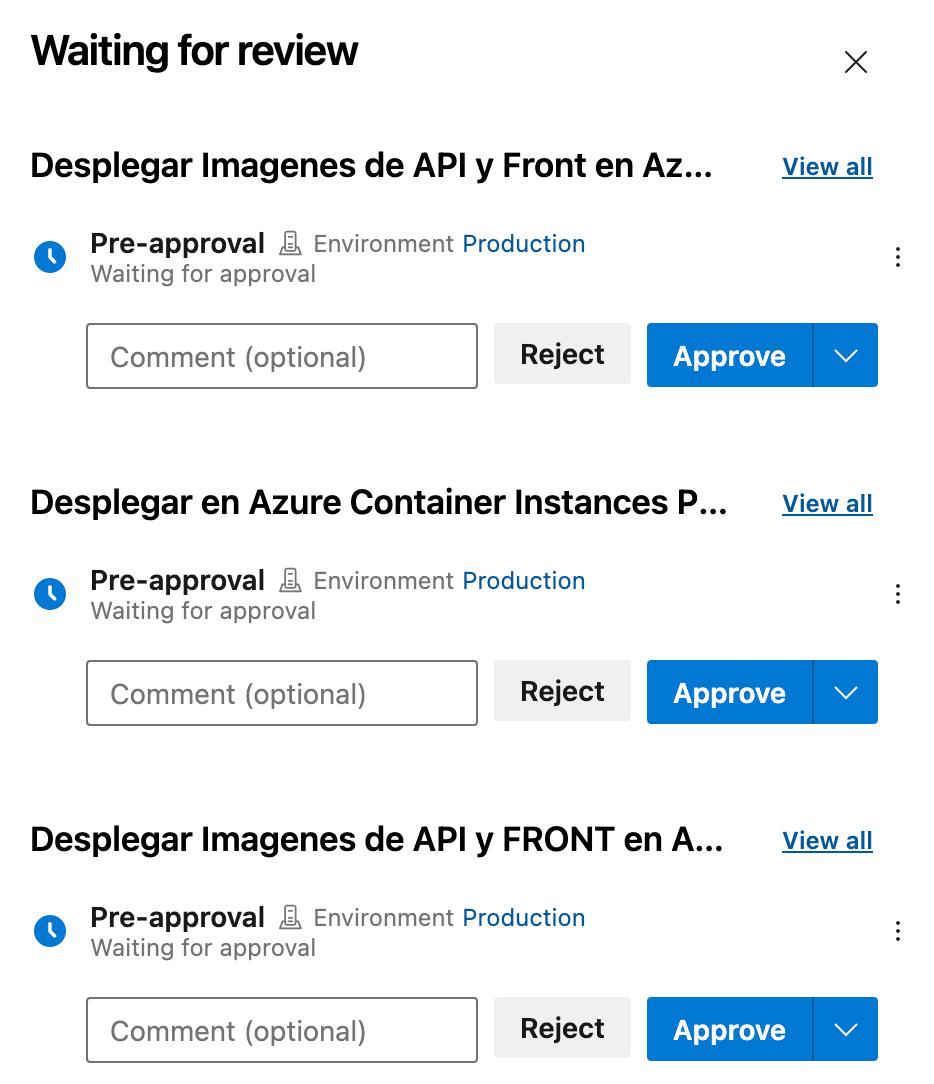 Waiting for review
Desplegar Imagenes de API y Front en Az... View all
Pre-approval Environment Production
Waiting for approval
Comment (optional) Reject Approve
Desplegar en Azure Container Instances P... View all
Pre-approval Environment Production
Waiting for approval
Comment (optional) Reject Approve
Desplegar Imagenes de API y FRONT en A... View all
Pre-approval Environment Production
Waiting for approval
Comment (optional) Reject Approve